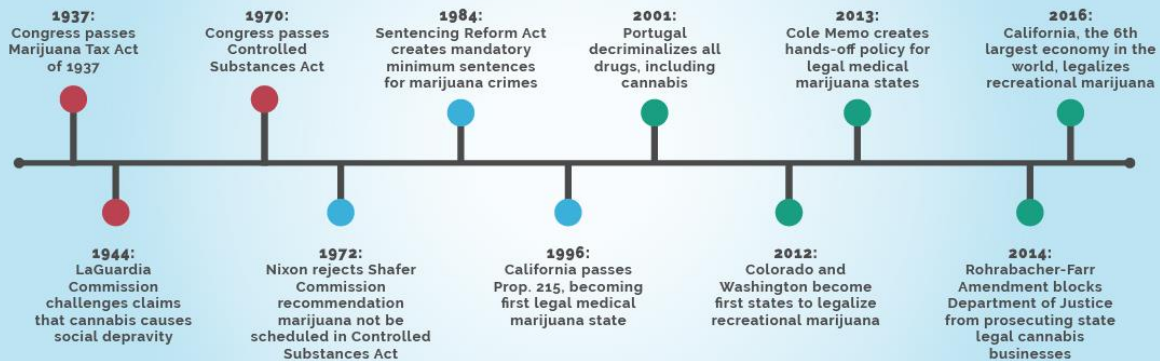 1937:
Congress passes
Marijuana Tax Act
of 1937
1970:
Congress passes
Controlled
Substances Act
1984:
Sentencing Reform Act
creates mandatory
minimum sentences
for marijuana crimes
2001:
Portugal
decriminalizes all
drugs, including
cannabis
2013:
Cole Memo creates
hands-off policy for
legal medical
marijuana states
2016:
California, the 6th
largest economy in the
world, legalizes
recreational marijuana
1944:
LaGuardia
Commission
challenges claims
that cannabis causes
social depravity
1972:
Nixon rejects Shafer
Commission
recommendation
marijuana not be
scheduled in Controlled
Substances Act
1996:
California passes
Prop. 215, becoming
first legal medical
marijuana state
2012:
Colorado and
Washington become
first states to legalize
recreational marijuana
2014:
Rohrabacher-Farr
Amendment blocks
Department of Justice
from prosecuting state
legal cannabis
businesses